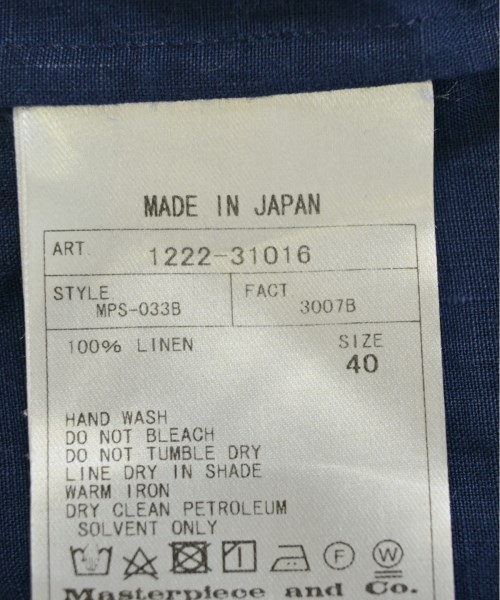 MADE IN JAPAN
ART. 1222-31016
STYLE MPS-033B FACT 3007B
100% LINEN SIZE
40
HAND WASH
DO NOT BLEACH
DO NOT TUMBLE DRY
LINE DRY IN SHADE
WARM IRON
DRY CLEAN PETROLEUM
SOLVENT ONLY
F W
Masterpiece and Co.